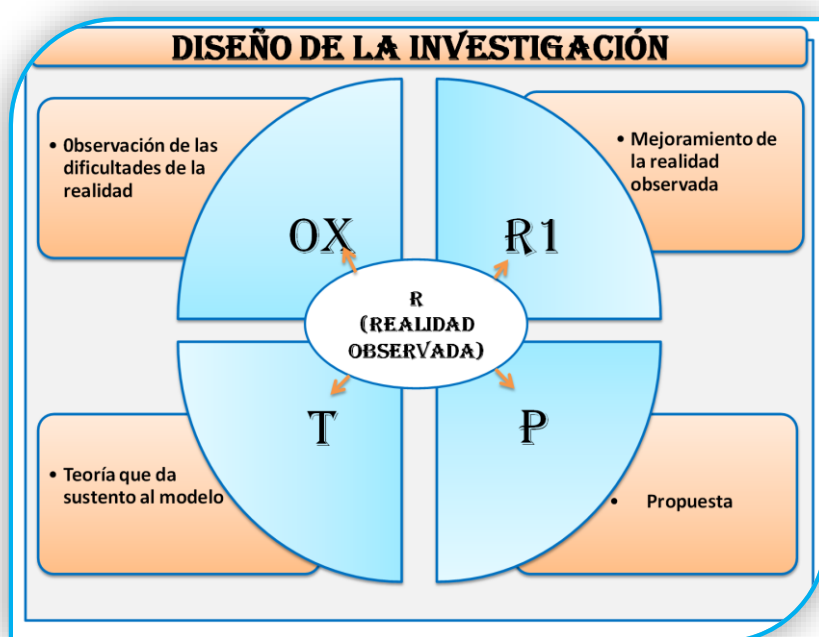 DISEÑO DE LA INVESTIGACIÓN
• Observación de las
dificultades de la
realidad
OX
R1
• Mejoramiento de
la realidad
observada
R
(REALIDAD
OBSERVADA)
• Teoría que da
sustento al modelo
T
P
• Propuesta